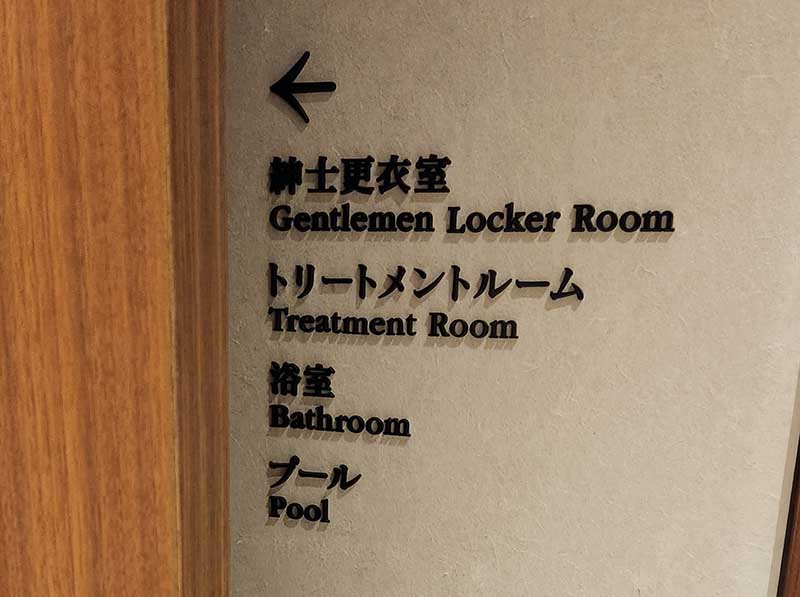 ←
紳士更衣室
Gentlemen Locker Room
トリートメントルーム
Treatment Room
浴室
Bathroom
プール
Pool